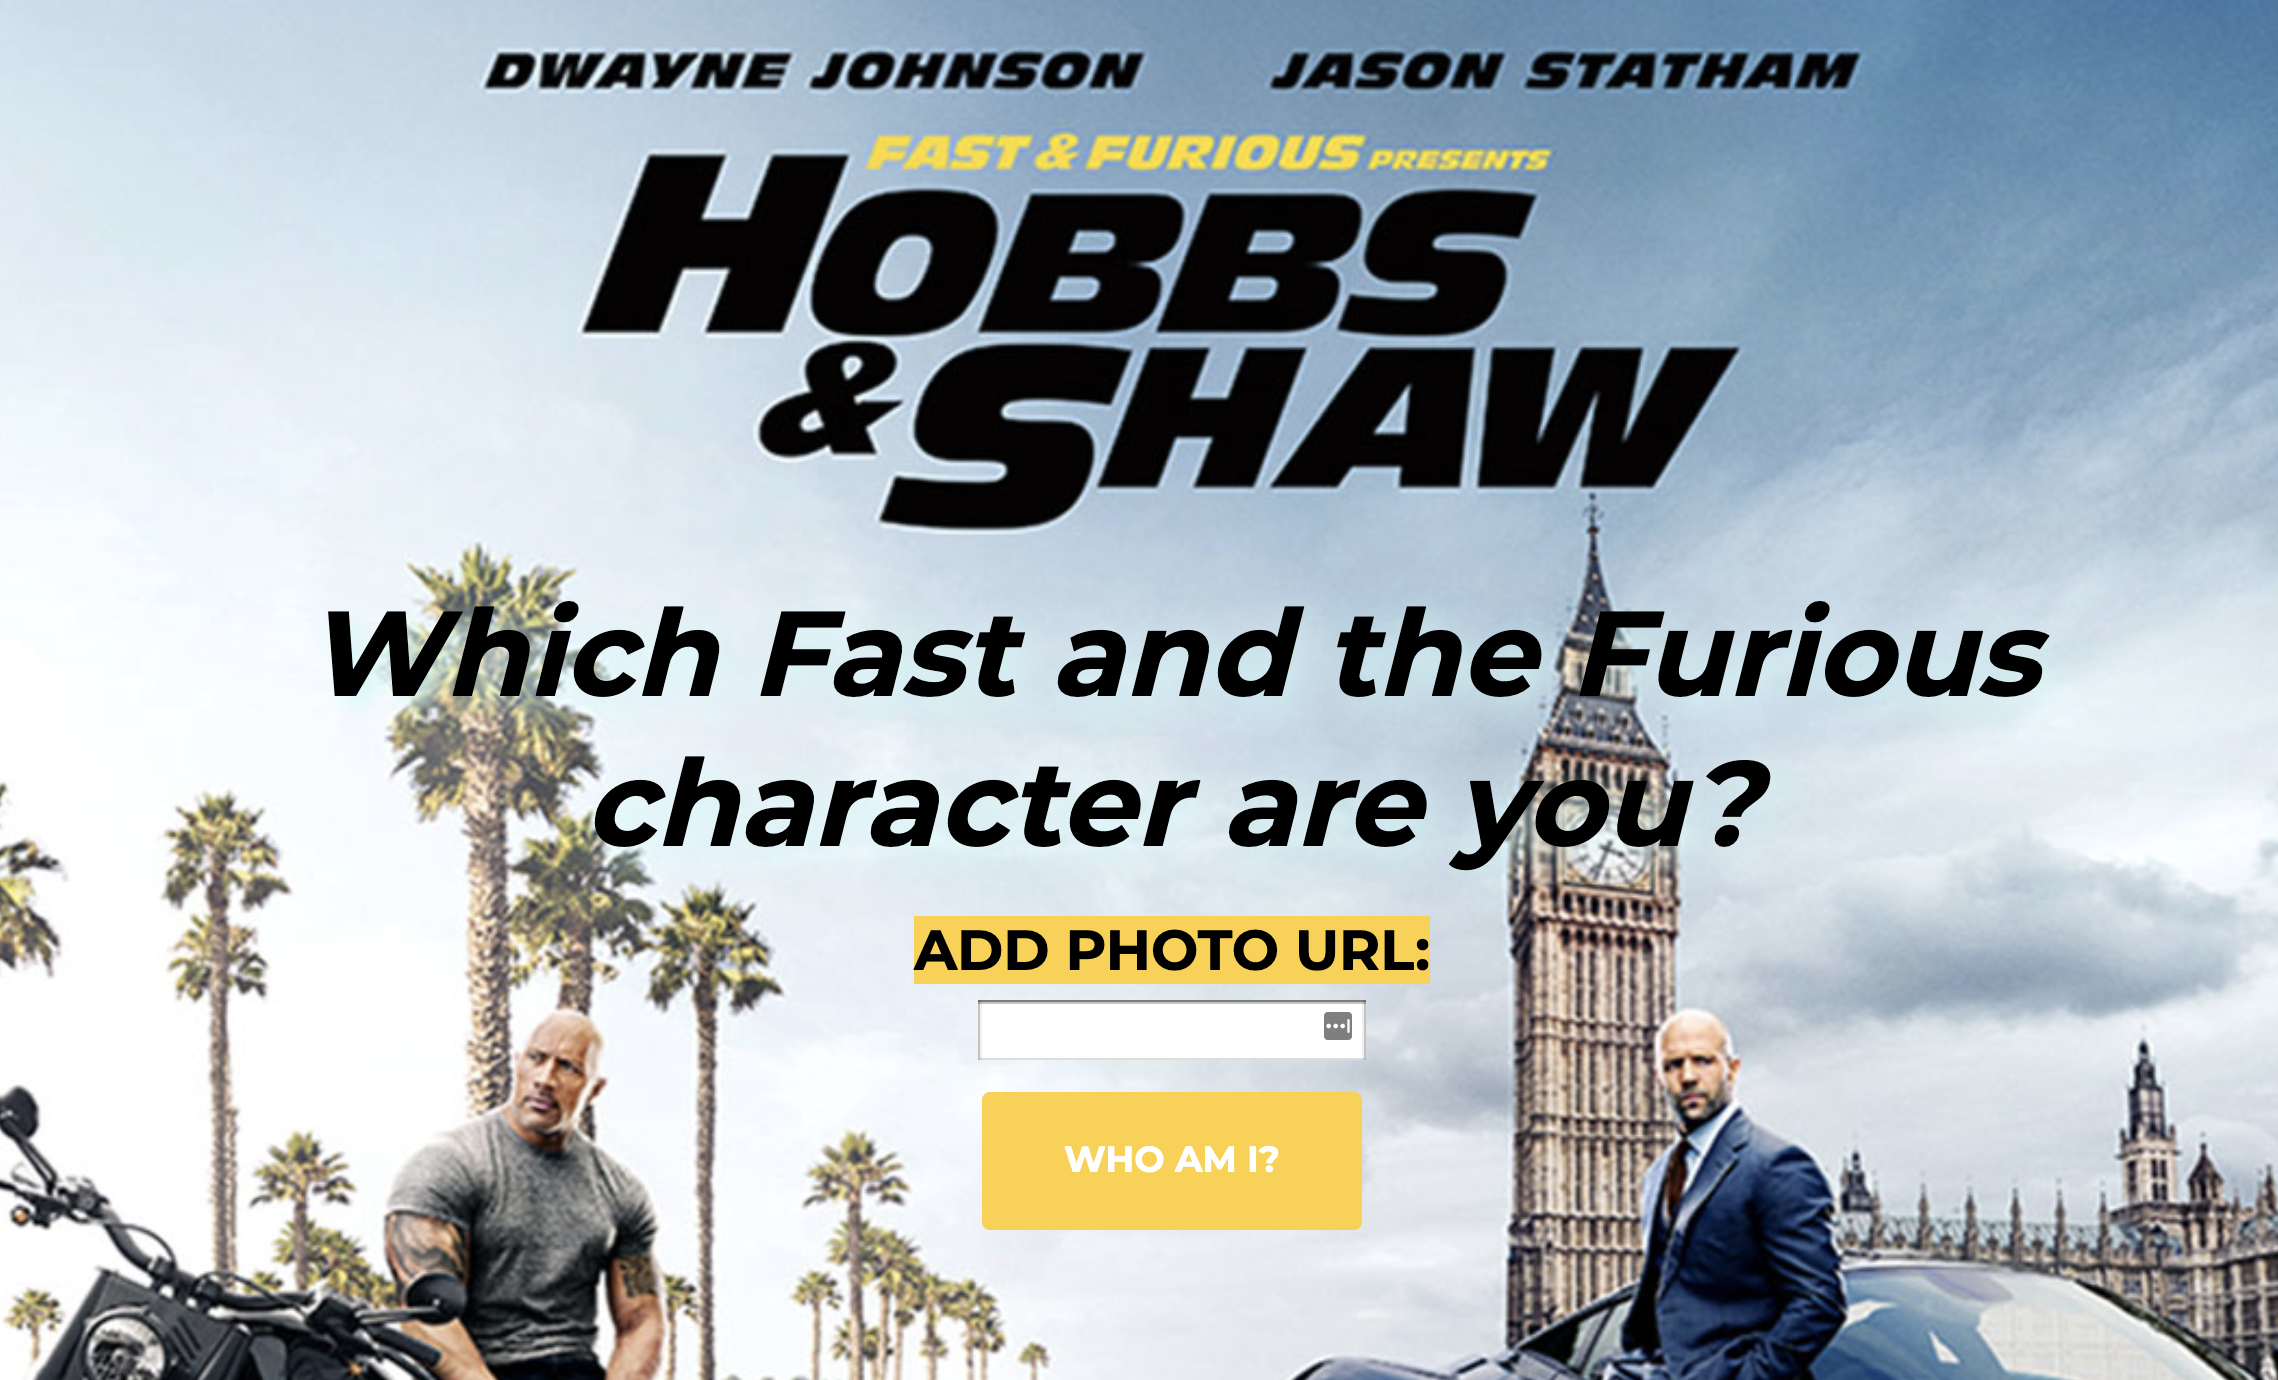 DWAYNE JOHNSON JASON STATHAM
FAST & FURIOUS PRESENTS
HOBBS
& SHAW
Which Fast and the Furious
character are you?
ADD PHOTO URL:
WHO AM I?